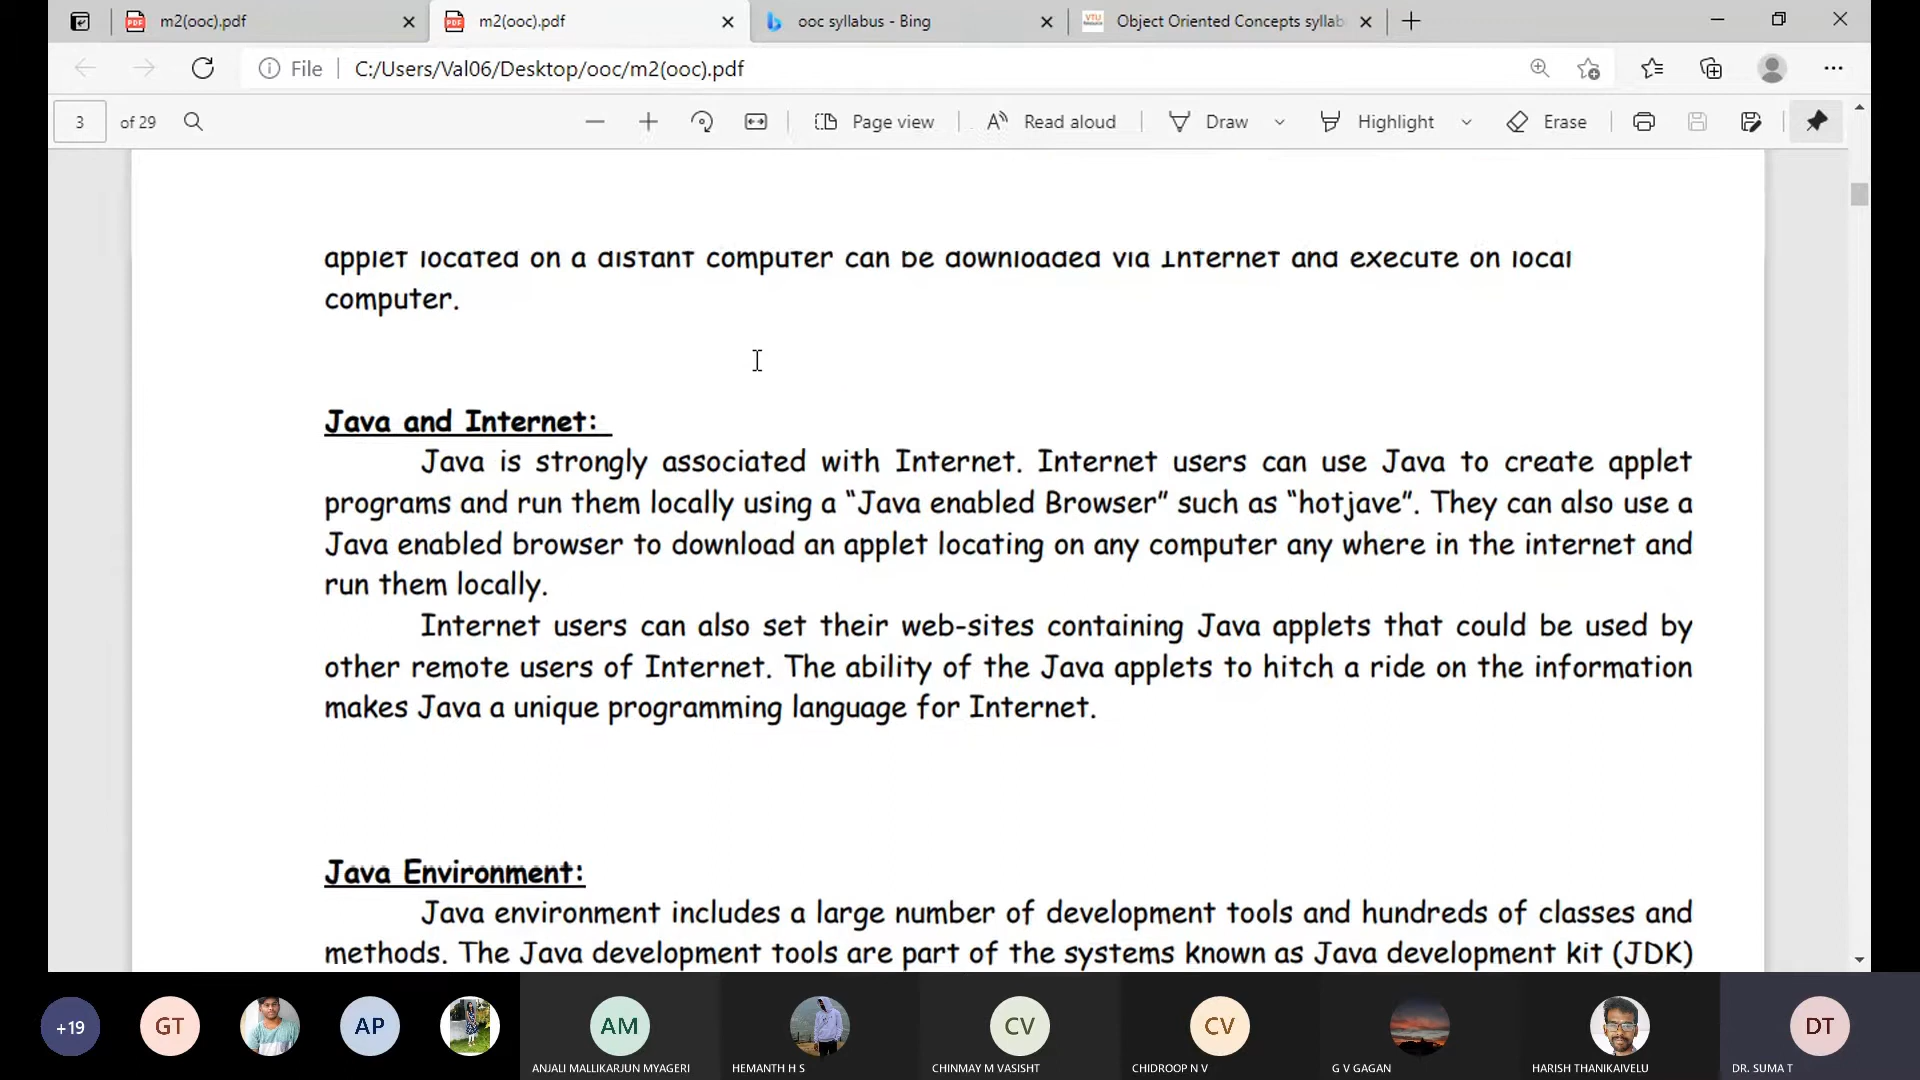 m2(ooc).pdf
m2(ooc).pdf
ooc syllabus - Bing
VTU
Object Oriented Concepts syllab
File
C:/Users/Val06/Desktop/ooc/m2(ooc).pdf
3
of 29
Page view
Read aloud
Draw
Highlight
Erase
applet located on a distant computer can be downloaded via Internet and execute on local
computer.
Java and Internet:
Java is strongly associated with Internet. Internet users can use Java to create applet
programs and run them locally using a “Java enabled Browser” such as “hotjave”. They can also use a
Java enabled browser to download an applet locating on any computer any where in the internet and
run them locally.
Internet users can also set their web-sites containing Java applets that could be used by
other remote users of Internet. The ability of the Java applets to hitch a ride on the information
makes Java a unique programming language for Internet.
Java Environment:
Java environment includes a large number of development tools and hundreds of classes and
methods. The Java development tools are part of the systems known as Java development kit (JDK)
+19
GT
AP
AM
CV
CV
DT
ANJALI MALLIKARJUN MYAGERI
HEMANTH H S
CHINMAY M VASISHT
CHIDROOP N V
G V GAGAN
HARISH THANIKAIVELU
DR. SUMA T